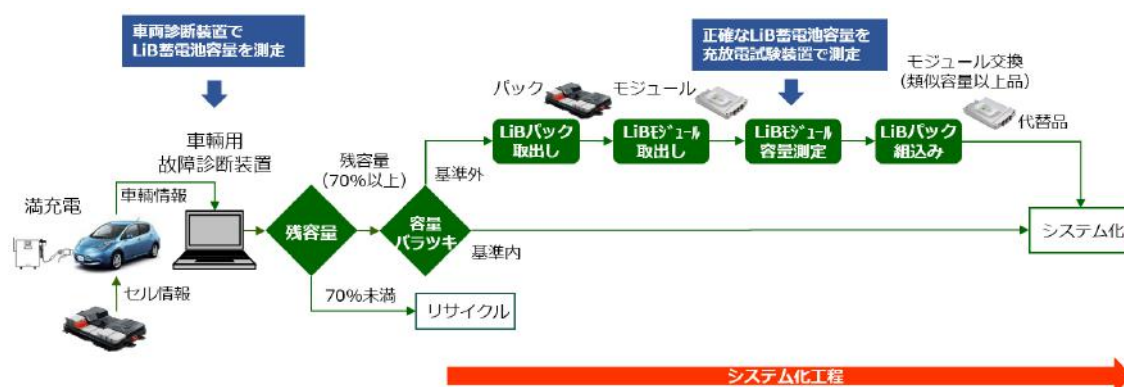 車両診断装置で
LiB蓄電池容量を測定
正確なLiB蓄電池容量を
充放電試験装置で測定
モジュール交換
(類似容量以上品)
パック
モジュール
代替品
LiBパック
取出し
LiBﾓｼﾞｭｰﾙ
取出し
LiBﾓｼﾞｭｰﾙ
容量測定
LiBパック
組込み
車輛用
故障診断装置
残容量
(70%以上)
基準外
満充電
車輛情報
残容量
容量
バラツキ
基準内
システム化
セル情報
70%未満
リサイクル
システム化工程